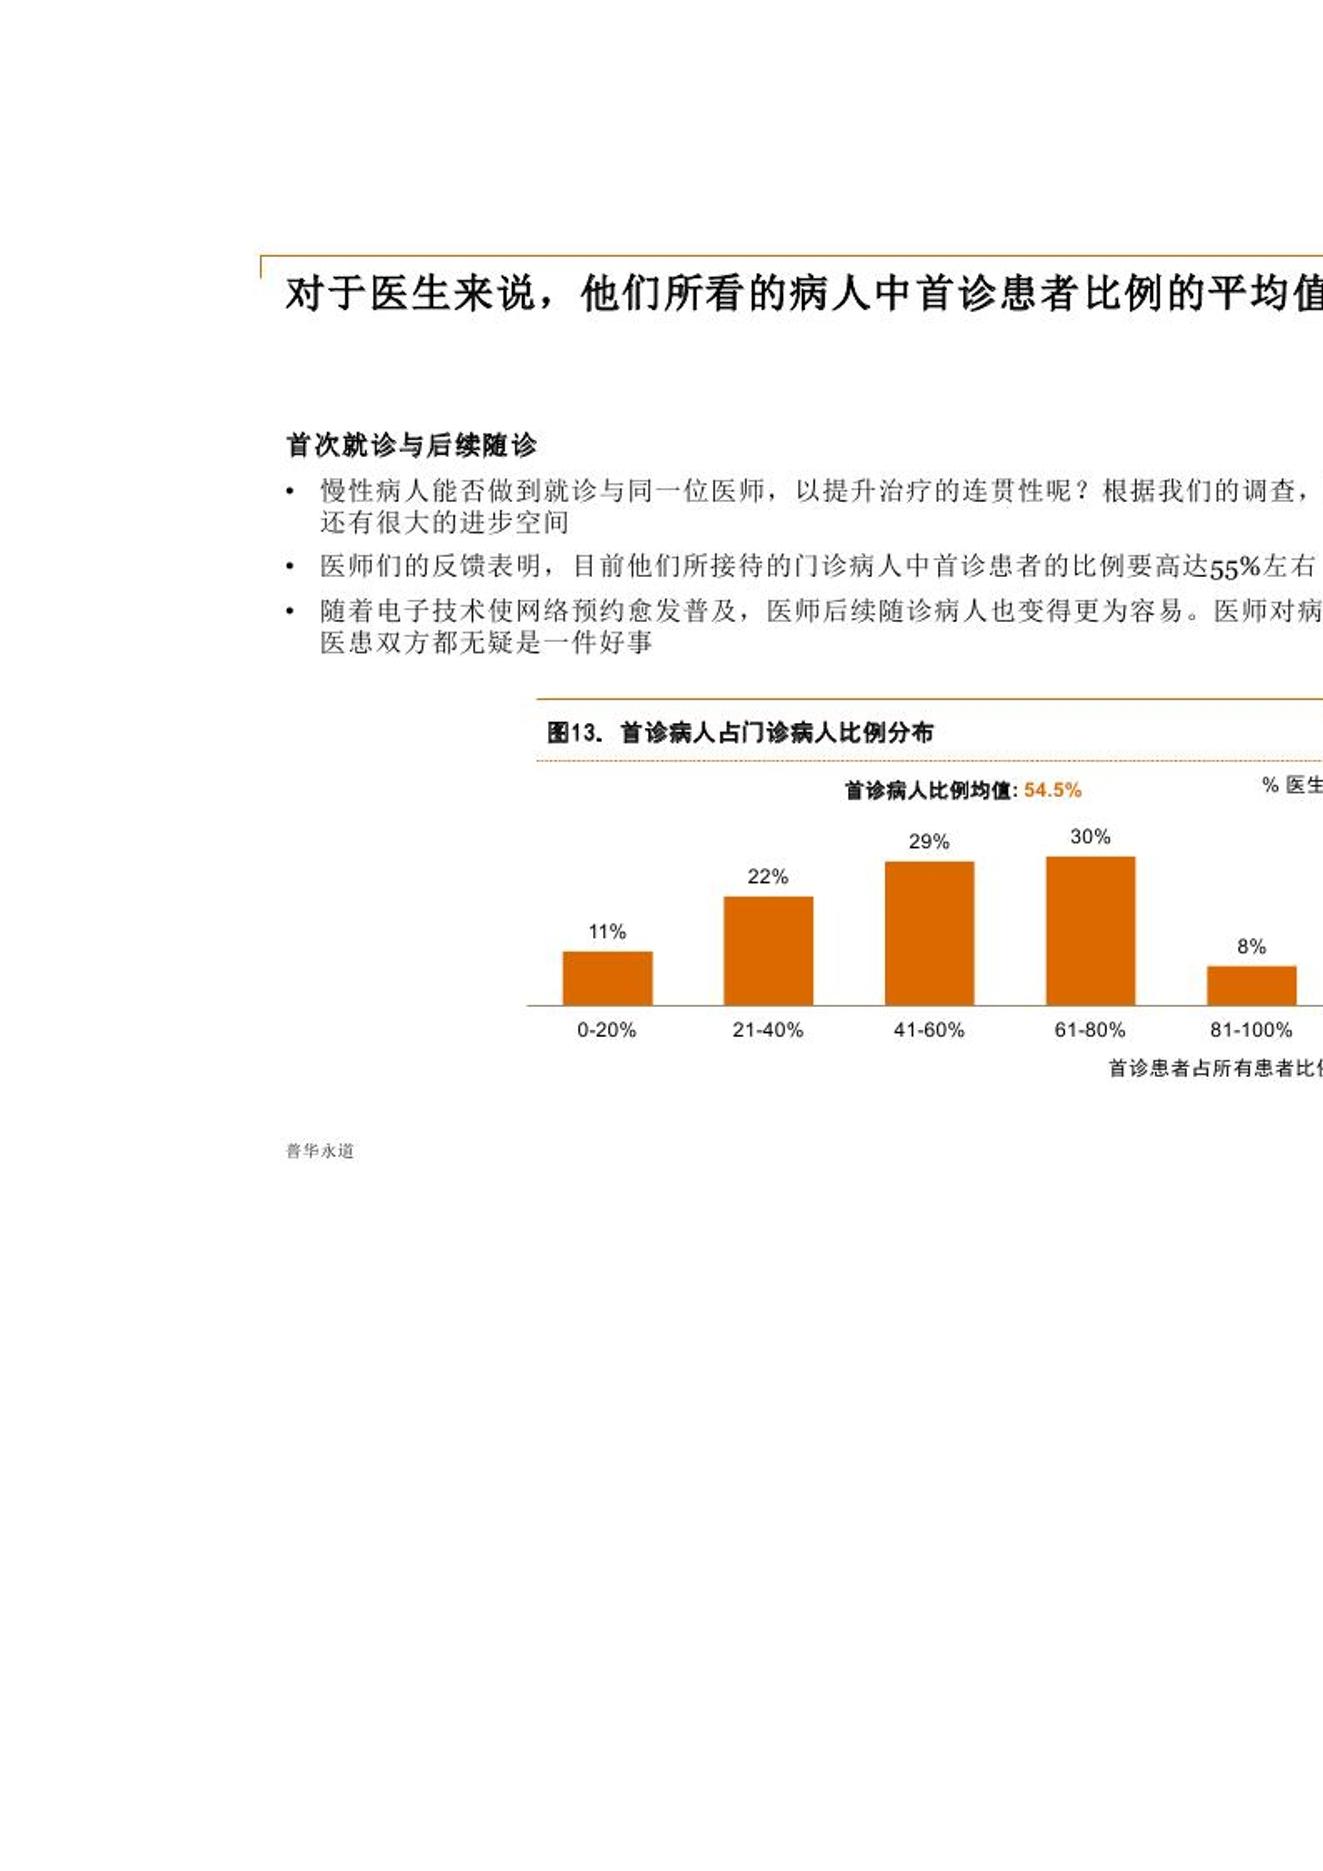 对于医生来说，他们所看的病人中首诊患者比例的平均值
首次就诊与后续随诊
• 慢性病人能否做到就诊与同一位医师，以提升治疗的连贯性呢？根据我们的调查，
还有很大的进步空间
• 医师们的反馈表明，目前他们所接待的门诊病人中首诊患者的比例要高达55%左右
• 随着电子技术使网络预约愈发普及，医师后续随诊病人也变得更为容易。医师对病
医患双方都无疑是一件好事
图13. 首诊病人占门诊病人比例分布
首诊病人比例均值: 54.5%
% 医生
11% 22% 29% 30% 8%
0-20% 21-40% 41-60% 61-80% 81-100%
首诊患者占所有患者比
普华永道